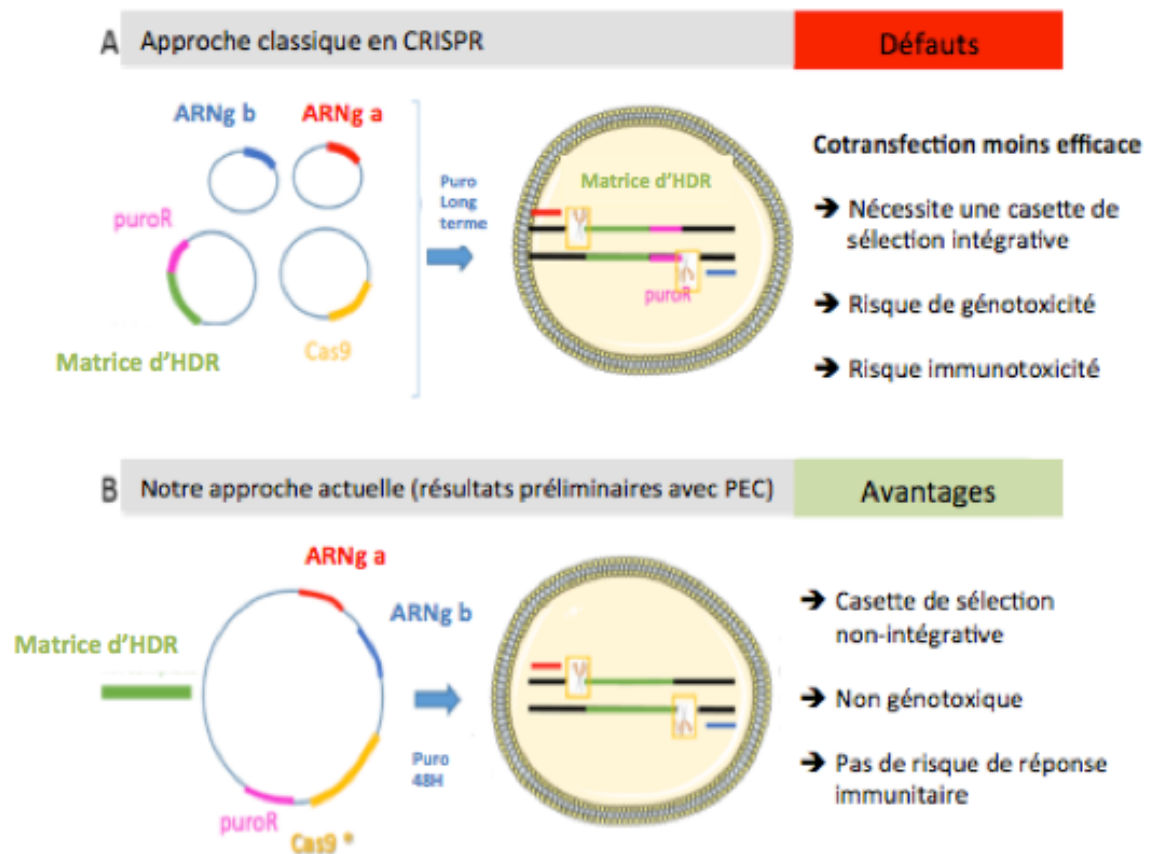 A Approche classique en CRISPR
Défauts
ARNg b
ARNg a
puroR
Matrice d'HDR
Cas9
Puro
Long
terme
Matrice d'HDR
puroR
Cotransfection moins efficace
➔ Nécessite une casette de
sélection intégrative
➔ Risque de génotoxicité
➔ Risque immunotoxicité
B Notre approche actuelle (résultats préliminaires avec PEC)
Avantages
ARNg a
ARNg b
Matrice d'HDR
puroR
Cas9 *
Puro
48H
➔ Casette de sélection
non-intégrative
➔ Non génotoxique
➔ Pas de risque de réponse
immunitaire